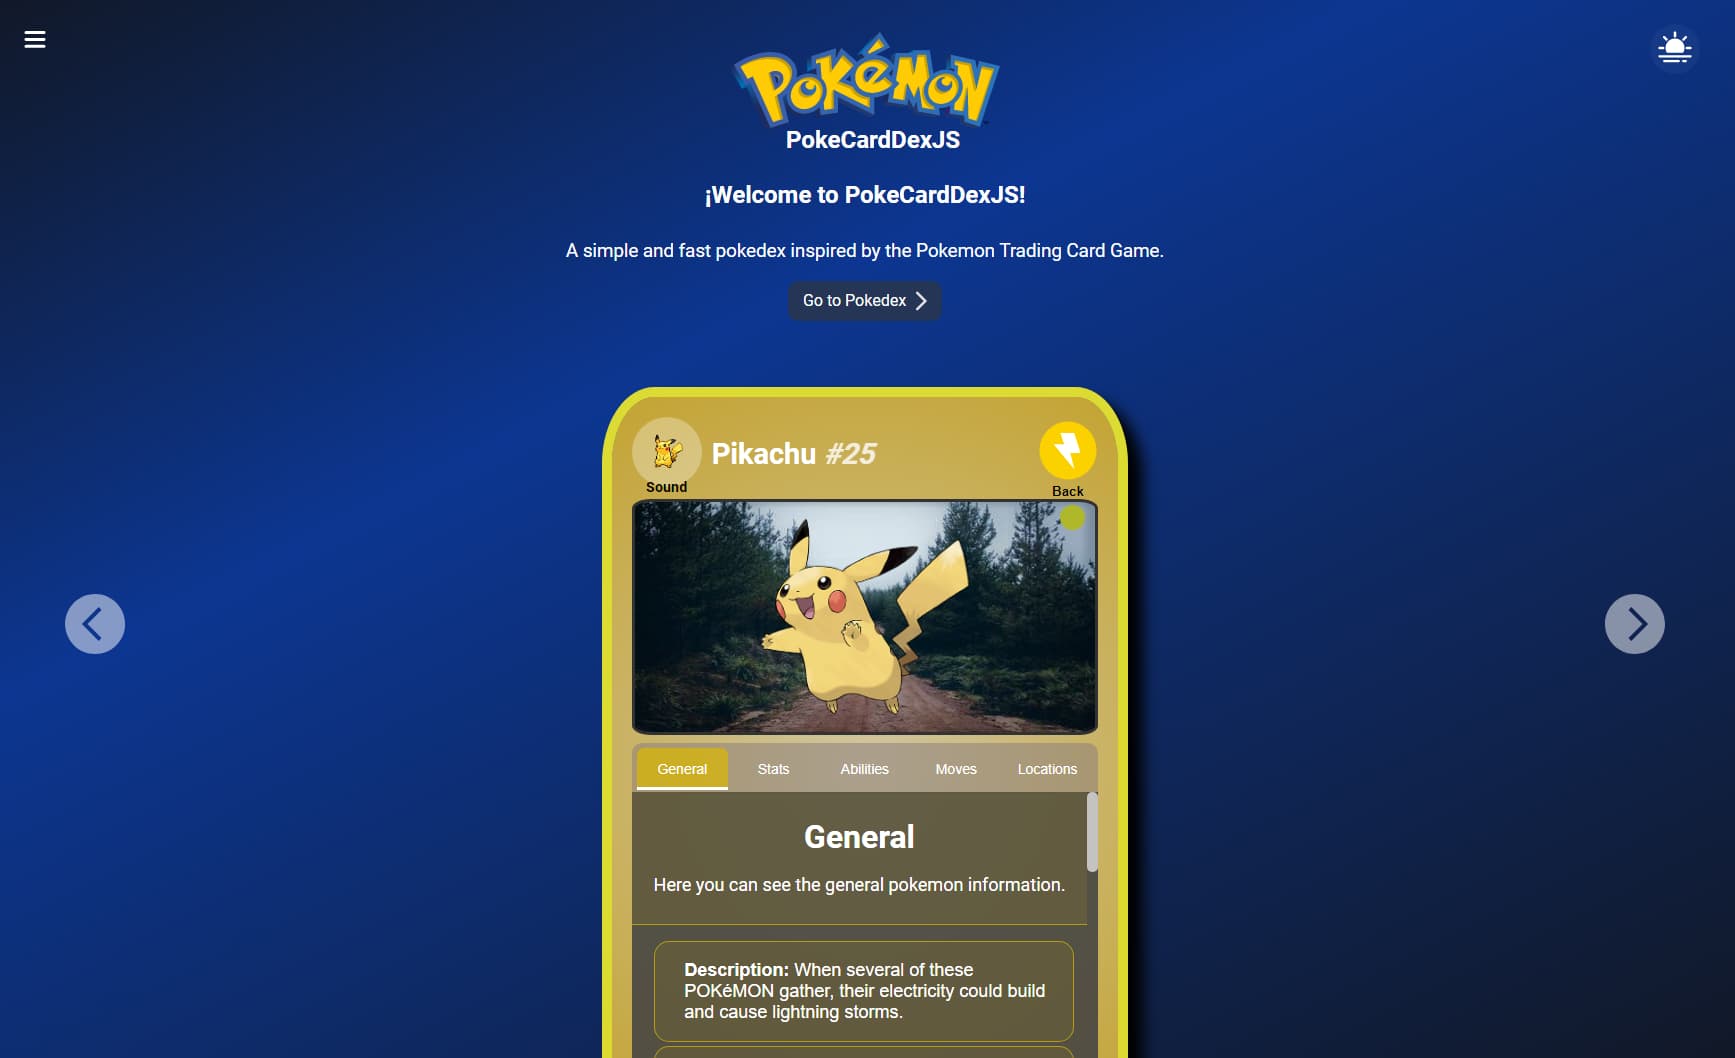 Pokémon
PokeCardDexJS
¡Welcome to PokeCardDexJS!
A simple and fast pokedex inspired by the Pokemon Trading Card Game.
Go to Pokedex
Pikachu #25
Sound
Back
General
Stats
Abilities
Moves
Locations
General
Here you can see the general pokemon information.
Description: When several of these
POKéMON gather, their electricity could build
and cause lightning storms.